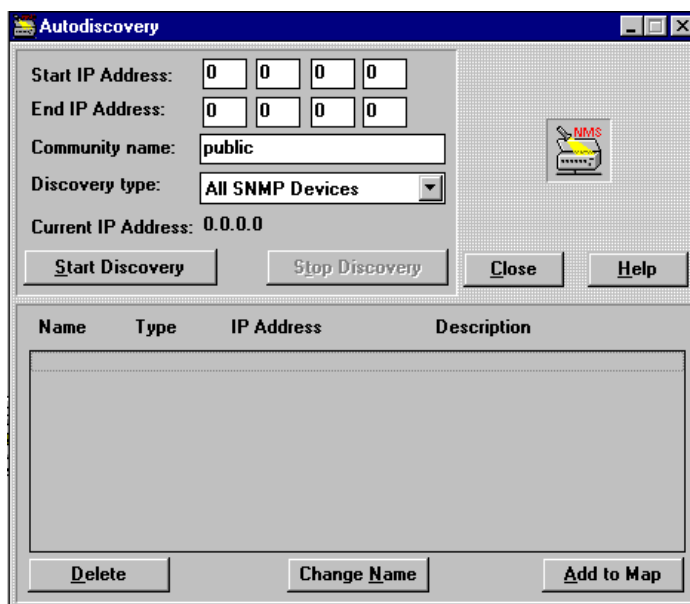 Autodiscovery
Start IP Address: 0 0 0 0
End IP Address: 0 0 0 0
Community name: public
Discovery type: All SNMP Devices
Current IP Address: 0.0.0.0
NMS
Start Discovery Stop Discovery Close Help
Name Type IP Address Description
Delete Change Name Add to Map